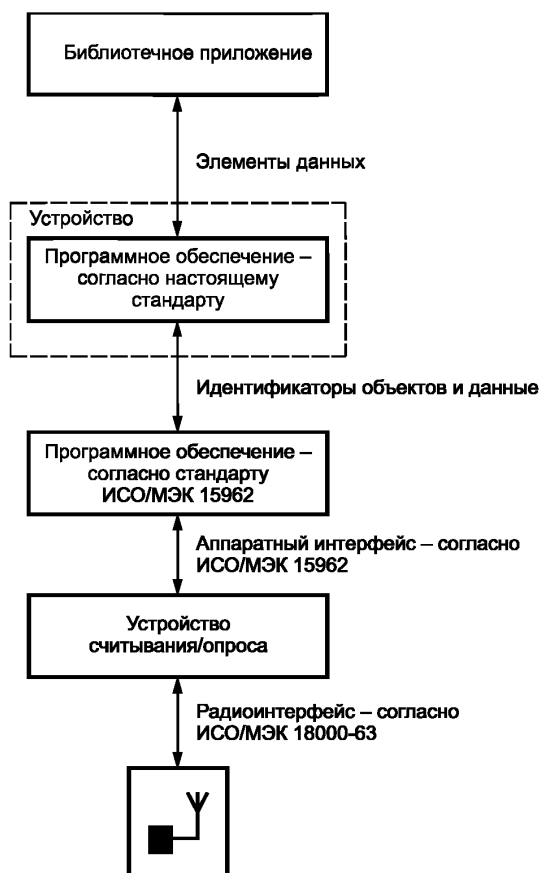 Библиотечное приложение
Элементы данных
Устройство
Программное обеспечение –
согласно настоящему
стандарту
Идентификаторы объектов и данные
Программное обеспечение –
согласно стандарту
ИСО/МЭК 15962
Аппаратный интерфейс – согласно
ИСО/МЭК 15962
Устройство
считывания/опроса
Радиоинтерфейс – согласно
ИСО/МЭК 18000-63